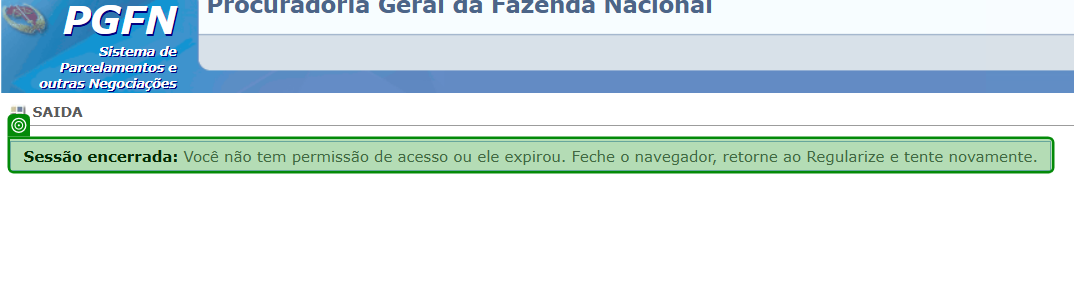 Procuradoria Geral da Fazenda Nacional
PGFN
Sistema de
Parcelamentos e
outras Negociações
SAIDA
Sessão encerrada: Você não tem permissão de acesso ou ele expirou. Feche o navegador, retorne ao Regularize e tente novamente.